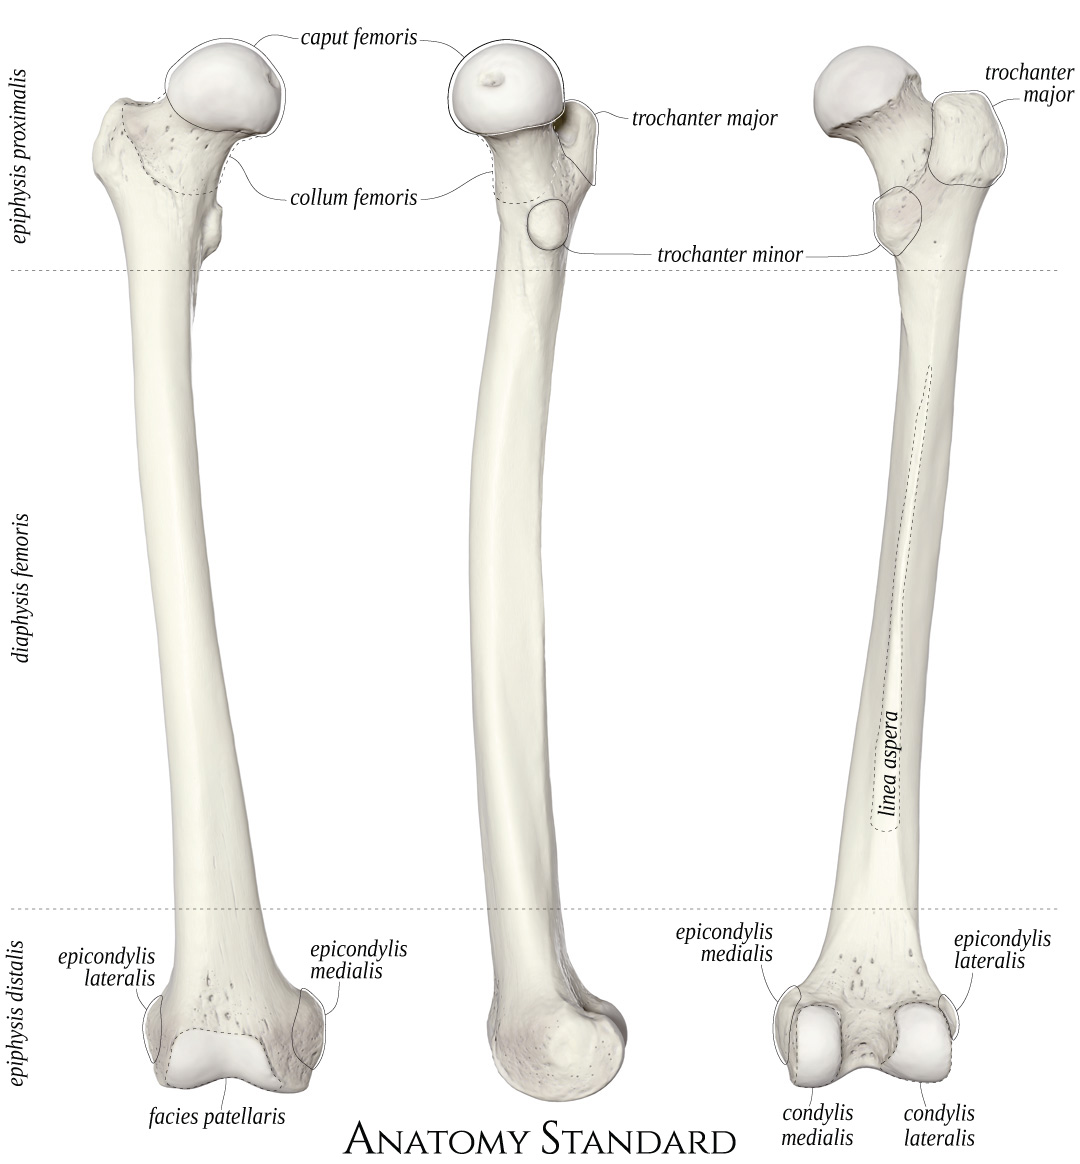 caput femoris
trochanter
major
trochanter major
epiphysis proximalis
collum femoris
trochanter minor
diaphysis femoris
linea aspera
epicondylis
lateralis
epicondylis
medialis
epicondylis
medialis
epicondylis
lateralis
epiphysis distalis
facies patellaris
condylis
medialis
condylis
lateralis
ANATOMY STANDARD